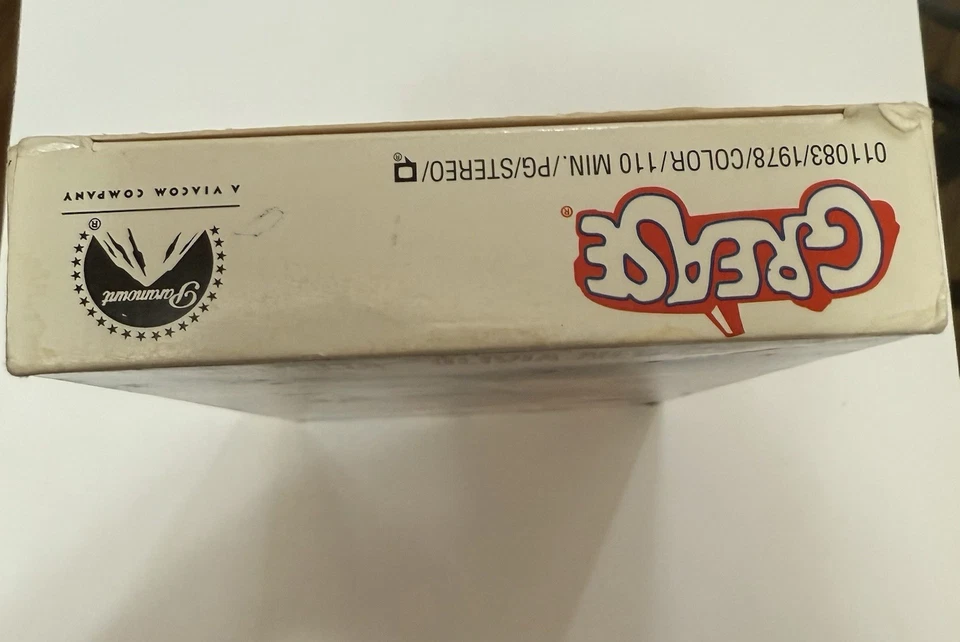 GREASE®
011083/1978/COLOR/110 MIN./PG/STEREO/
Paramount
®
A VIACOM COMPANY